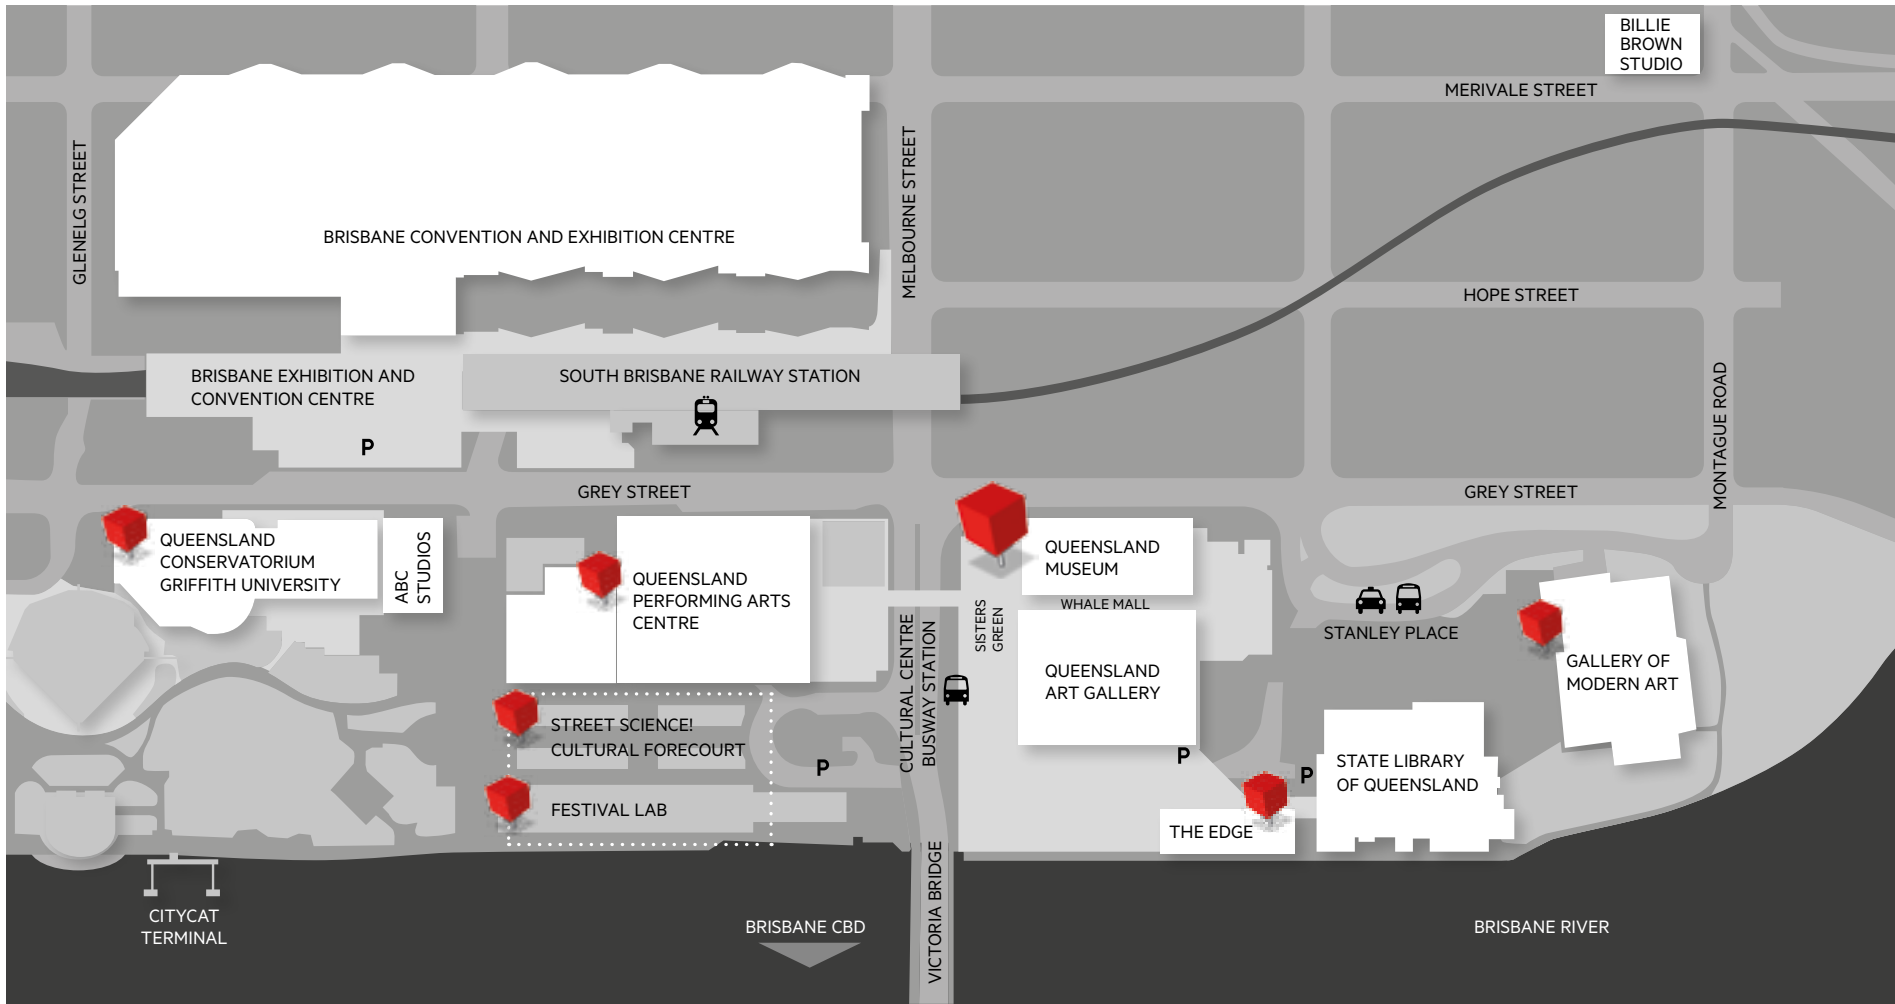 BILLIE
BROWN
STUDIO
MERIVALE STREET
GLENELG STREET
MELBOURNE STREET
BRISBANE CONVENTION AND EXHIBITION CENTRE
HOPE STREET
BRISBANE EXHIBITION AND
CONVENTION CENTRE
P
SOUTH BRISBANE RAILWAY STATION
MONTAGUE ROAD
GREY STREET
GREY STREET
QUEENSLAND
CONSERVATORIUM
GRIFFITH UNIVERSITY
ABC
STUDIOS
QUEENSLAND
PERFORMING ARTS
CENTRE
QUEENSLAND
MUSEUM
WHALE MALL
SISTERS
GREEN
STANLEY PLACE
CULTURAL CENTRE
BUSWAY STATION
QUEENSLAND
ART GALLERY
GALLERY OF
MODERN ART
STREET SCIENCE!
CULTURAL FORECOURT
P
P
P
STATE LIBRARY
OF QUEENSLAND
FESTIVAL LAB
THE EDGE
VICTORIA BRIDGE
CITYCAT
TERMINAL
BRISBANE CBD
BRISBANE RIVER